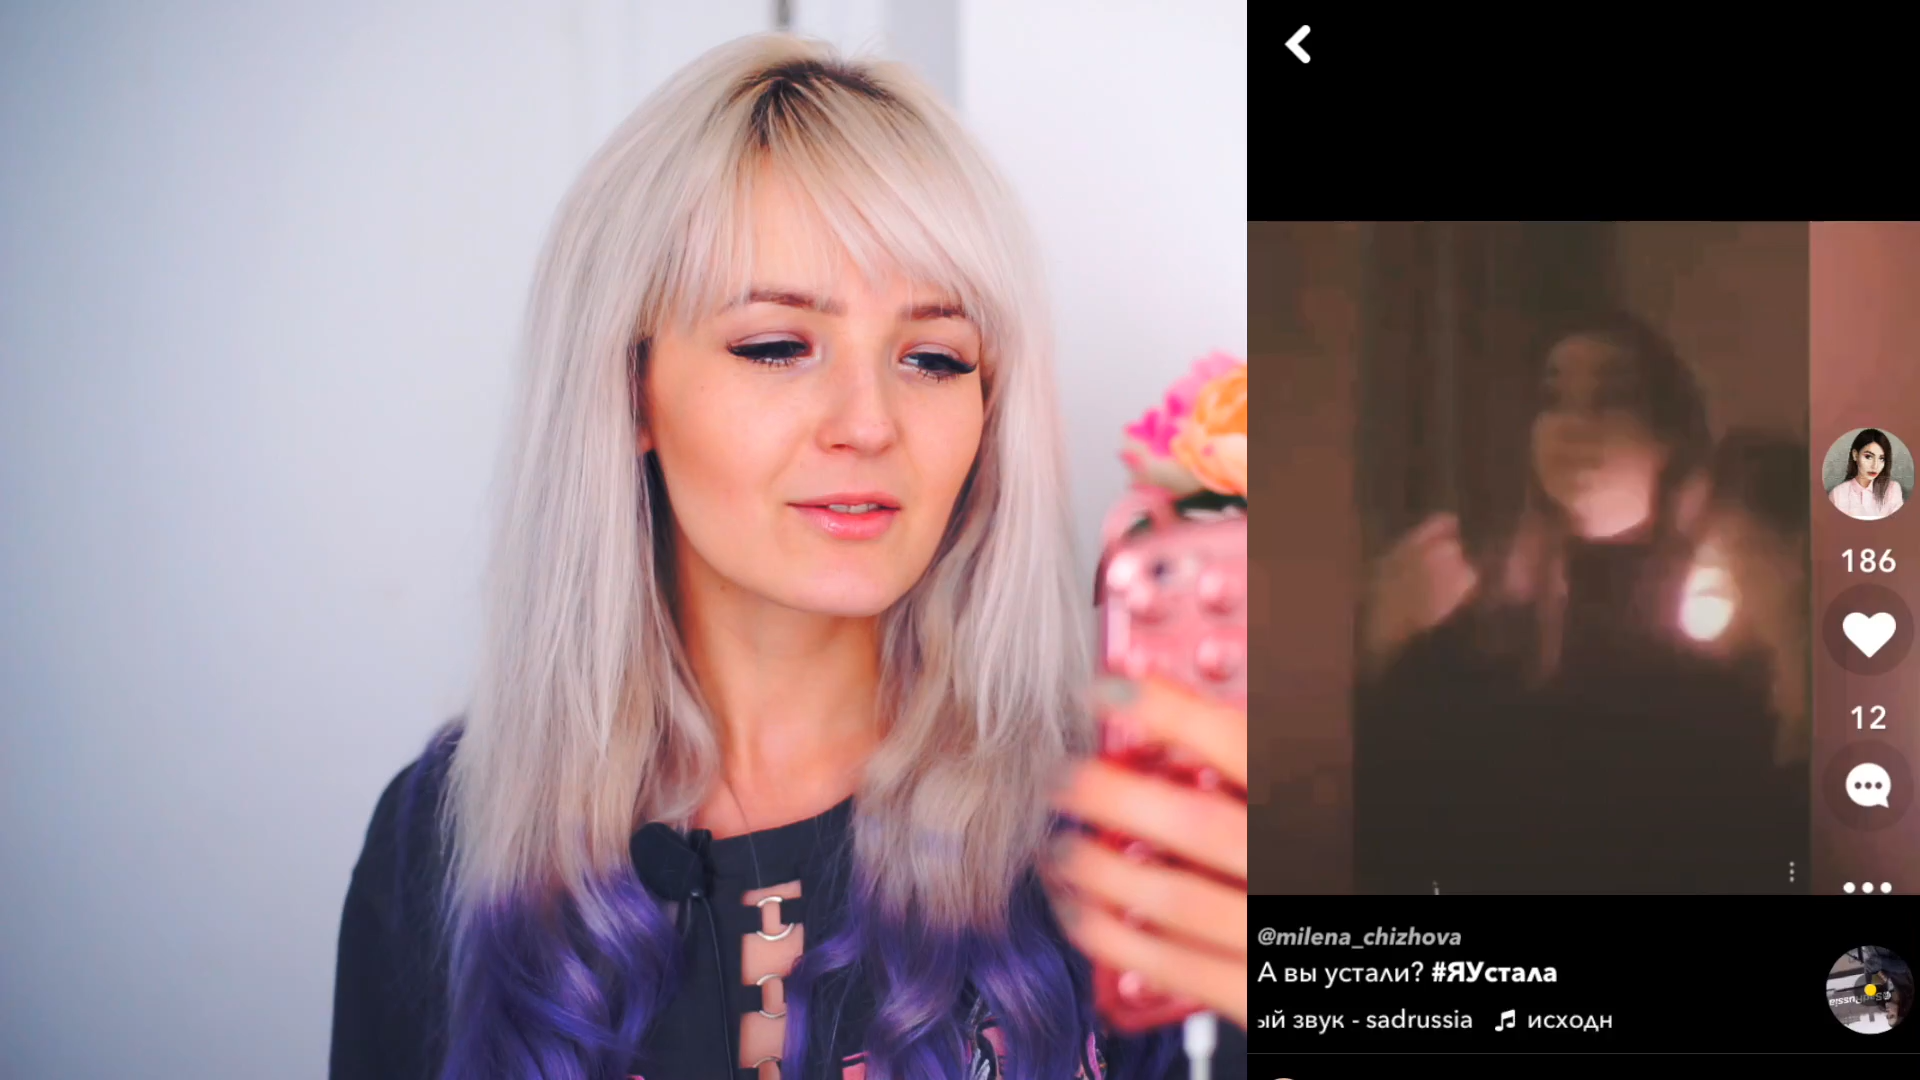 186
12
@milena_chizhova
А вы устали? #ЯУстала
ый звук - sadrussia исходн